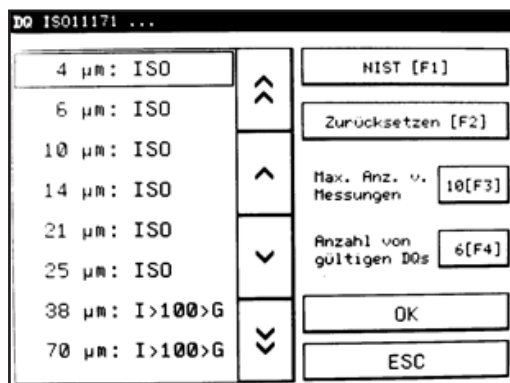 DQ ISO11171 ...
4 µm: ISO
6 µm: ISO
10 µm: ISO
14 µm: ISO
21 µm: ISO
25 µm: ISO
38 µm: I>100>G
70 µm: I>100>G
NIST [F1]
Zurücksetzen [F2]
Max. Anz. v.
Messungen
10[F3]
Anzahl von
gültigen DQs
6[F4]
OK
ESC